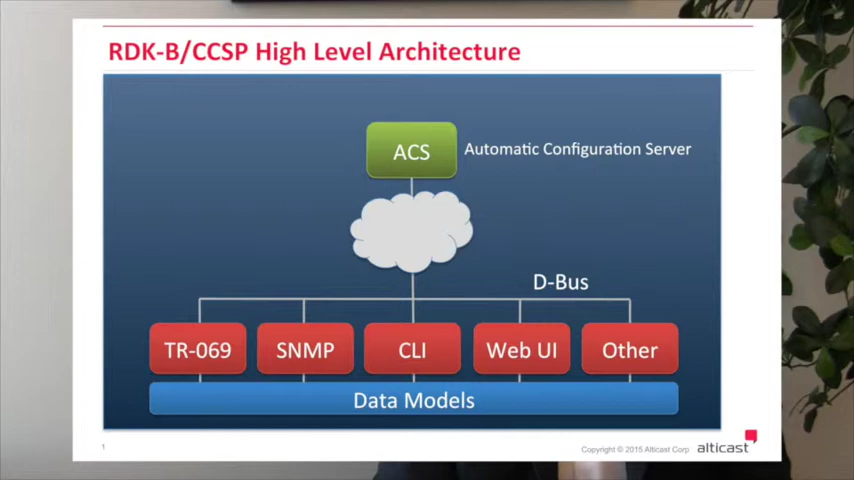 RDK-B/CCSP High Level Architecture
ACS
Automatic Configuration Server
D-Bus
TR-069
SNMP
CLI
Web UI
Other
Data Models
1
Copyright © 2015 Alticast Corp
alticast